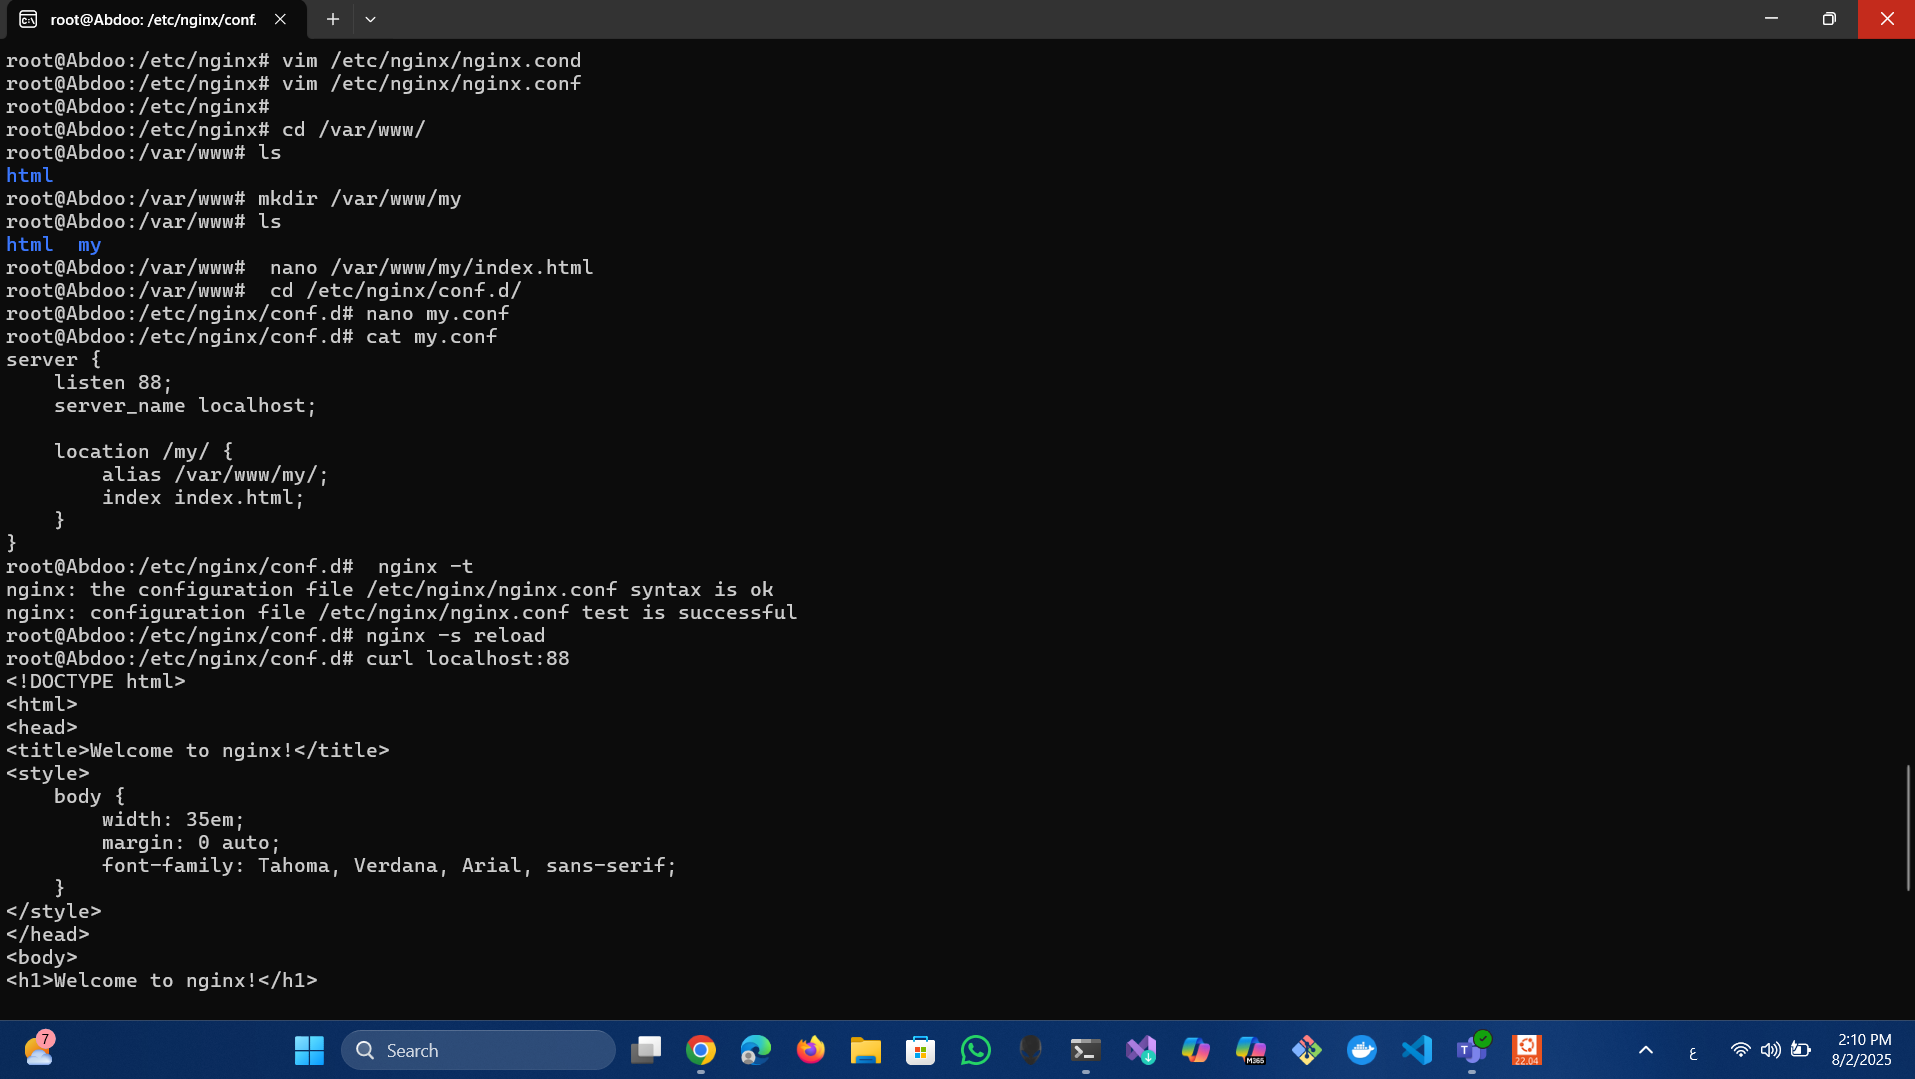 root@Abdoo: /etc/nginx/conf.
root@Abdoo:/etc/nginx# vim /etc/nginx/nginx.cond
root@Abdoo:/etc/nginx# vim /etc/nginx/nginx.conf
root@Abdoo:/etc/nginx#
root@Abdoo:/etc/nginx# cd /var/www/
root@Abdoo:/var/www# ls
html
root@Abdoo:/var/www# mkdir /var/www/my
root@Abdoo:/var/www# ls
html  my
root@Abdoo:/var/www#  nano /var/www/my/index.html
root@Abdoo:/var/www#  cd /etc/nginx/conf.d/
root@Abdoo:/etc/nginx/conf.d# nano my.conf
root@Abdoo:/etc/nginx/conf.d# cat my.conf
server {
    listen 88;
    server_name localhost;

    location /my/ {
        alias /var/www/my/;
        index index.html;
    }
}
root@Abdoo:/etc/nginx/conf.d#  nginx -t
nginx: the configuration file /etc/nginx/nginx.conf syntax is ok
nginx: configuration file /etc/nginx/nginx.conf test is successful
root@Abdoo:/etc/nginx/conf.d# nginx -s reload
root@Abdoo:/etc/nginx/conf.d# curl localhost:88
<!DOCTYPE html>
<html>
<head>
<title>Welcome to nginx!</title>
<style>
    body {
        width: 35em;
        margin: 0 auto;
        font-family: Tahoma, Verdana, Arial, sans-serif;
    }
</style>
</head>
<body>
<h1>Welcome to nginx!</h1>
7
Search
M365
22.04
ع
2:10 PM
8/2/2025